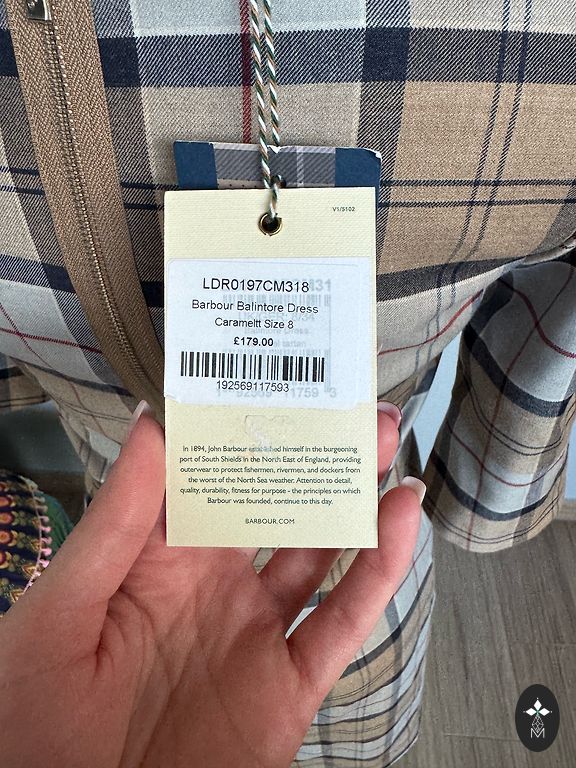 V1/S102
LDR0197CM318
Barbour Balintore Dress
Carameltt Size 8
£179.00
192569117593
In 1894, John Barbour established himself in the burgeoning
port of South Shields in the North East of England, providing
outerwear to protect fishermen, rivermen, and dockers from
the worst of the North Sea weather. Attention to detail,
quality, durability, fitness for purpose - the principles on which
Barbour was founded, continue to this day.
BARBOUR.COM